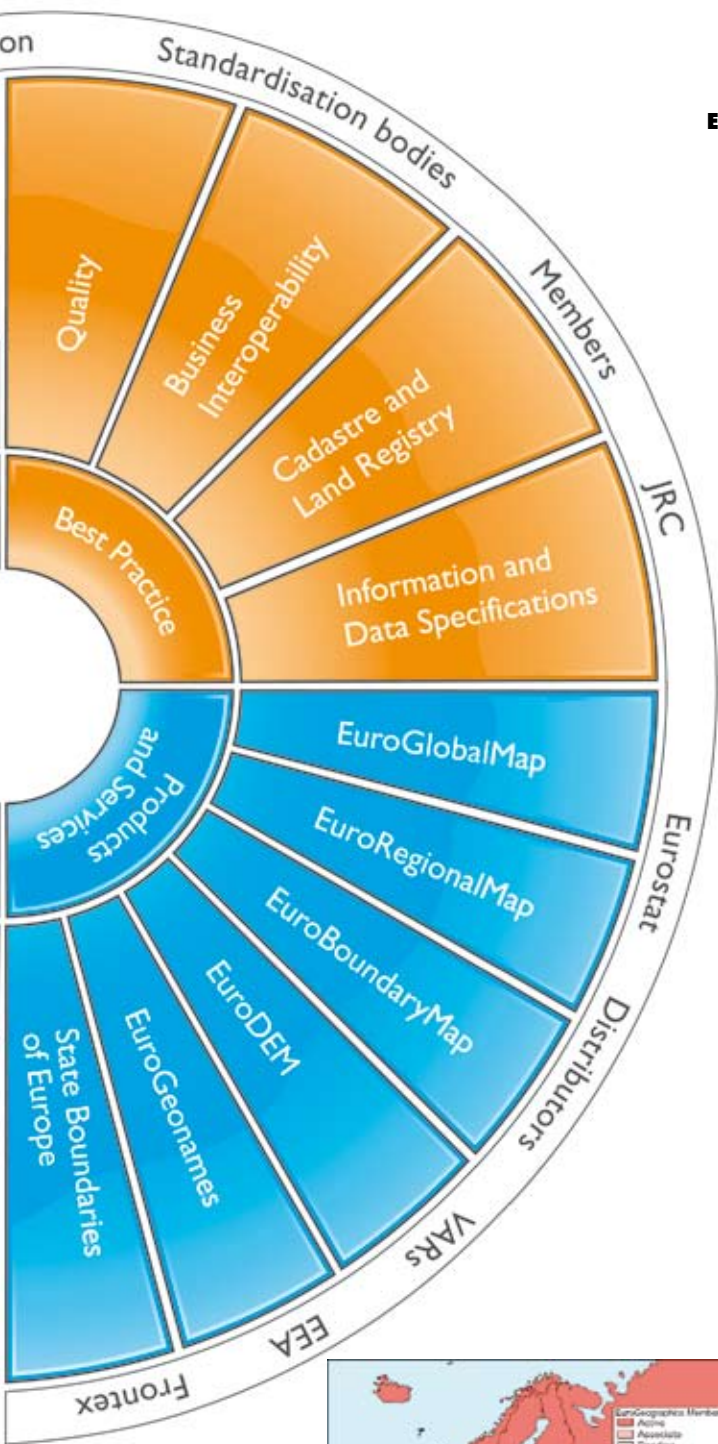 on
Standardisation bodies
Members
JRC
Eurostat
Distributors
VARs
EEA
Frontex
E
Quality
Business
Interoperability
Cadastre and
Land Registry
Information and
Data Specifications
Best Practice
Products
and Services
EuroGlobalMap
EuroRegionalMap
EuroBoundaryMap
EuroDEM
EuroGeonames
State Boundaries
of Europe
Active
Associate